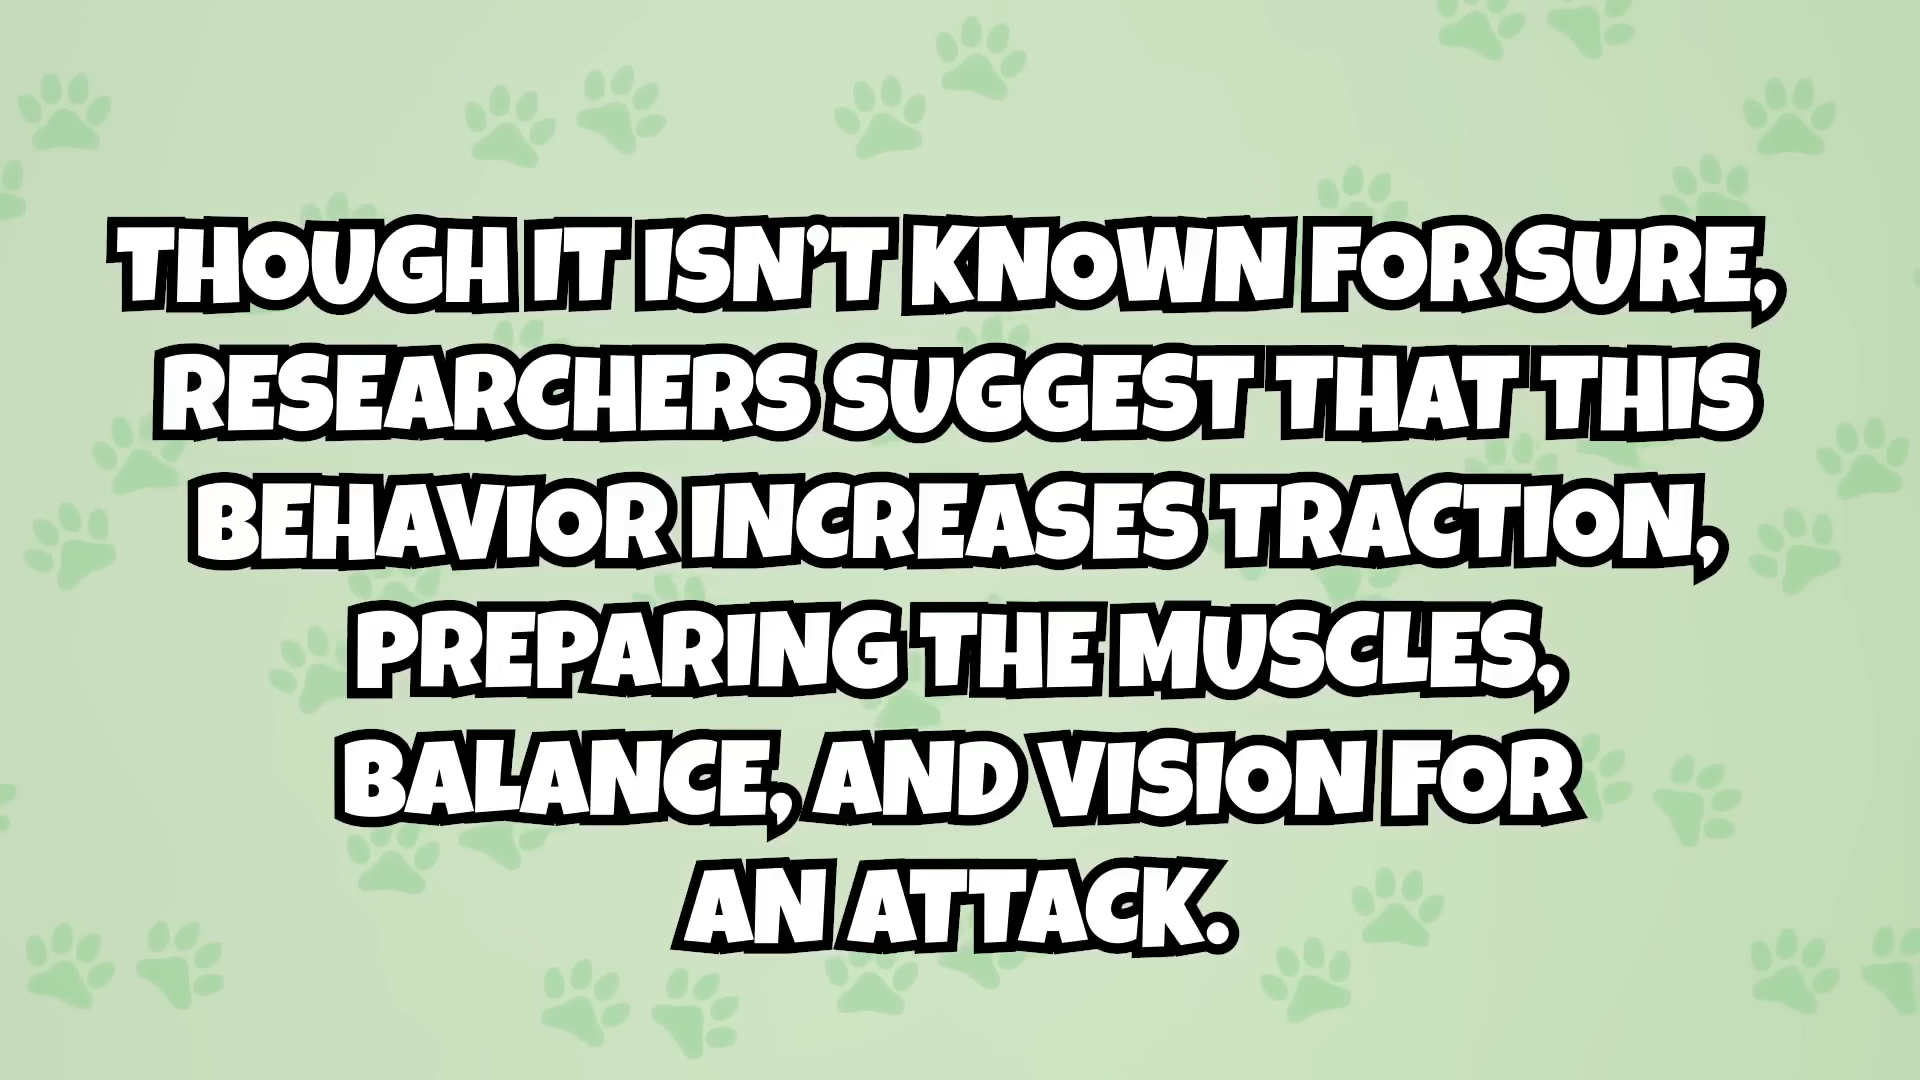 THOUGH IT ISN’T KNOWN FOR SURE,
RESEARCHERS SUGGEST THAT THIS
BEHAVIOR INCREASES TRACTION,
PREPARING THE MUSCLES,
BALANCE, AND VISION FOR
AN ATTACK.